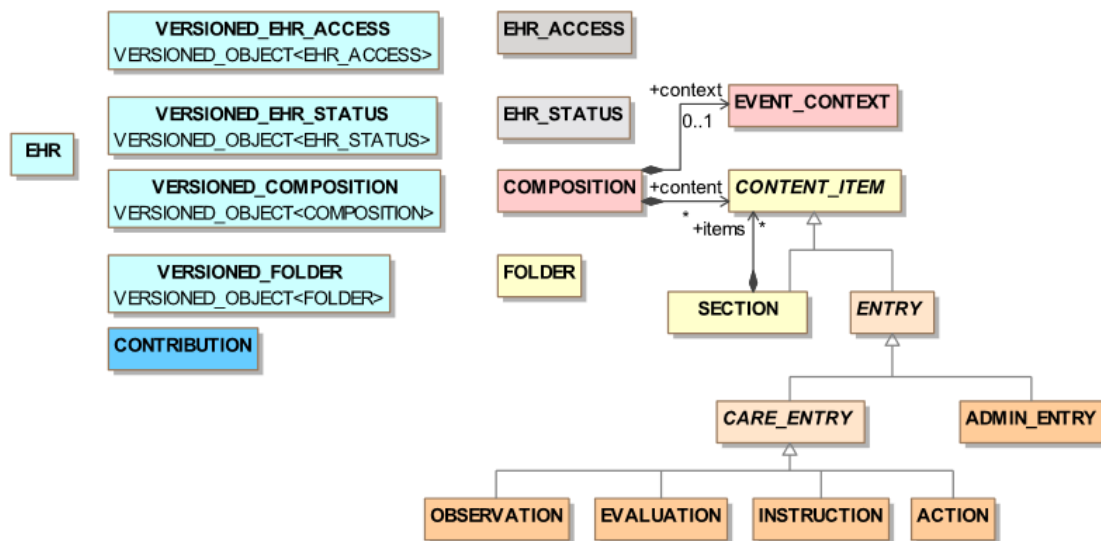 VERSIONED_EHR_ACCESS
VERSIONED_OBJECT<EHR_ACCESS>
EHR_ACCESS
+context
EVENT_CONTEXT
0..1
VERSIONED_EHR_STATUS
VERSIONED_OBJECT<EHR_STATUS>
EHR_STATUS
EHR
VERSIONED_COMPOSITION
VERSIONED_OBJECT<COMPOSITION>
COMPOSITION
+content
CONTENT_ITEM
*
+items
*
VERSIONED_FOLDER
VERSIONED_OBJECT<FOLDER>
FOLDER
SECTION
ENTRY
CONTRIBUTION
CARE_ENTRY
ADMIN_ENTRY
OBSERVATION
EVALUATION
INSTRUCTION
ACTION